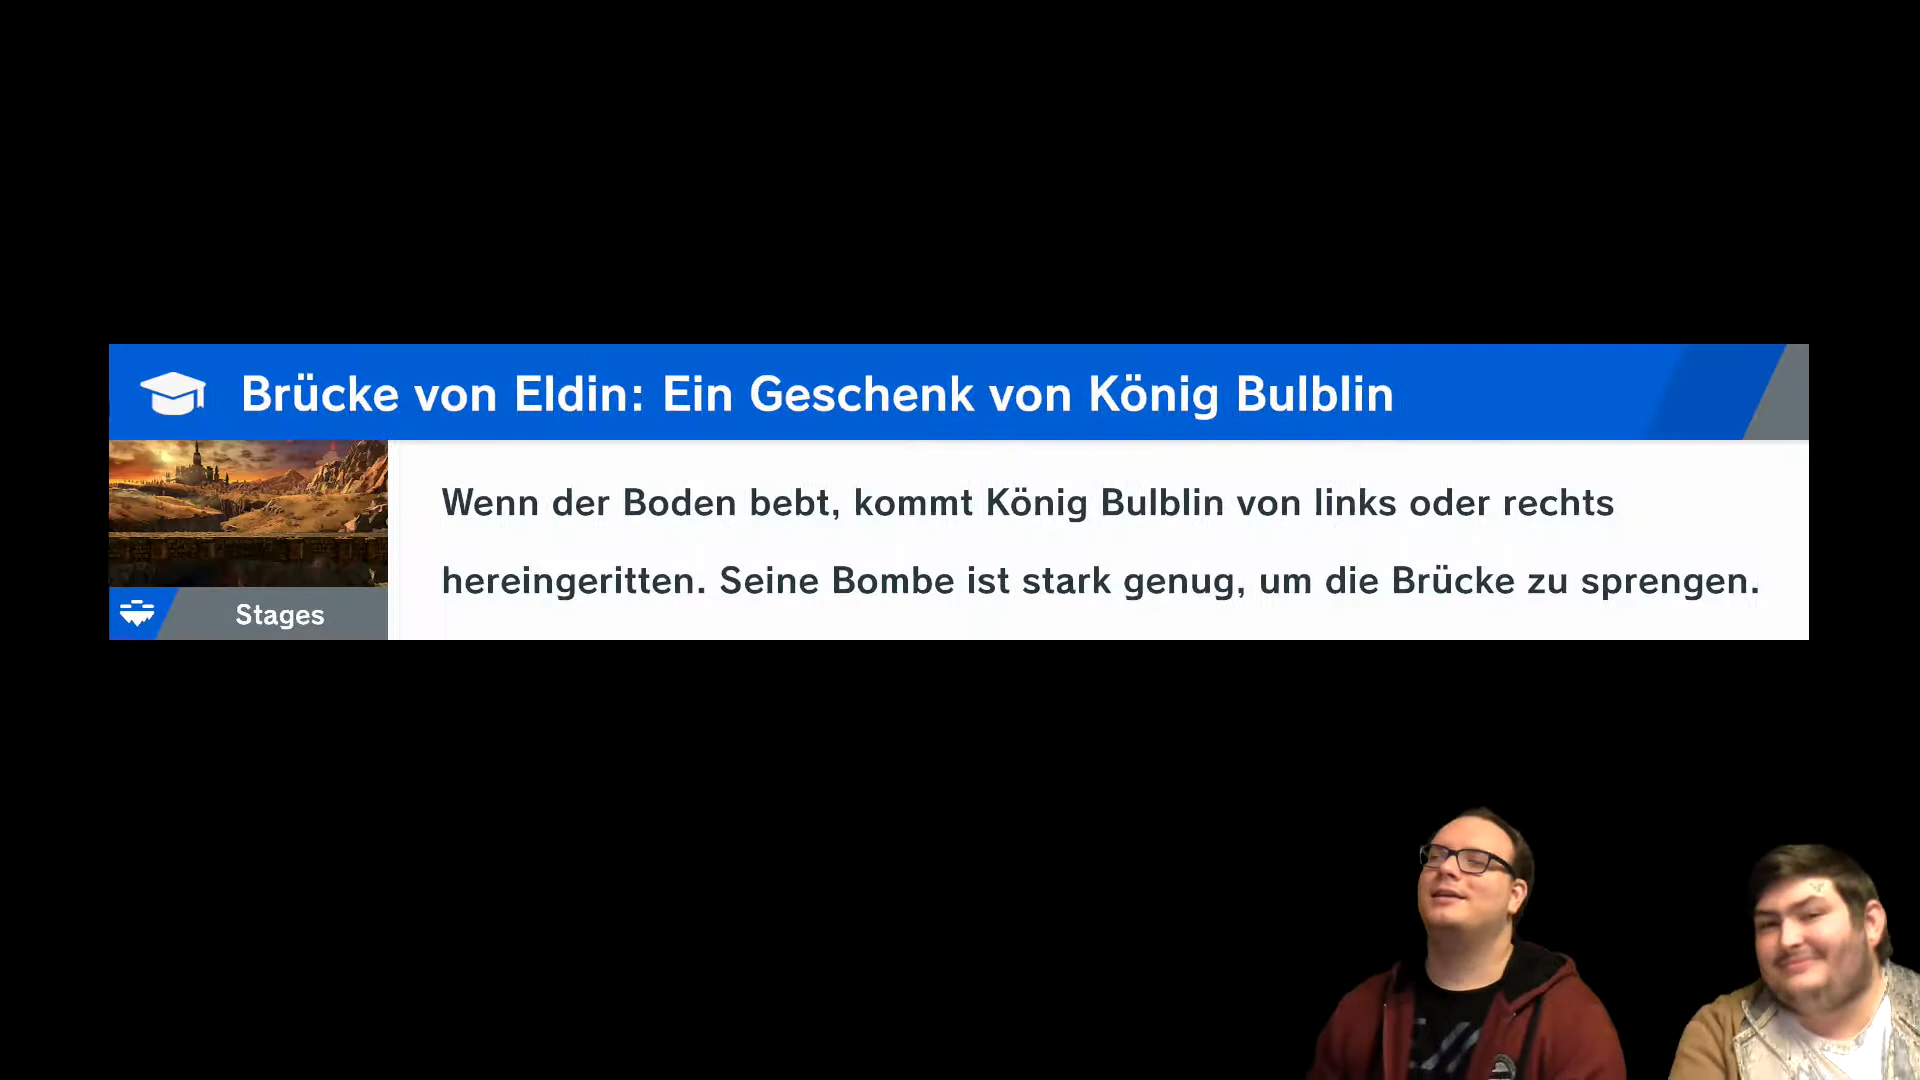 Brücke von Eldin: Ein Geschenk von König Bulblin
Wenn der Boden bebt, kommt König Bulblin von links oder rechts
hereingeritten. Seine Bombe ist stark genug, um die Brücke zu sprengen.
Stages